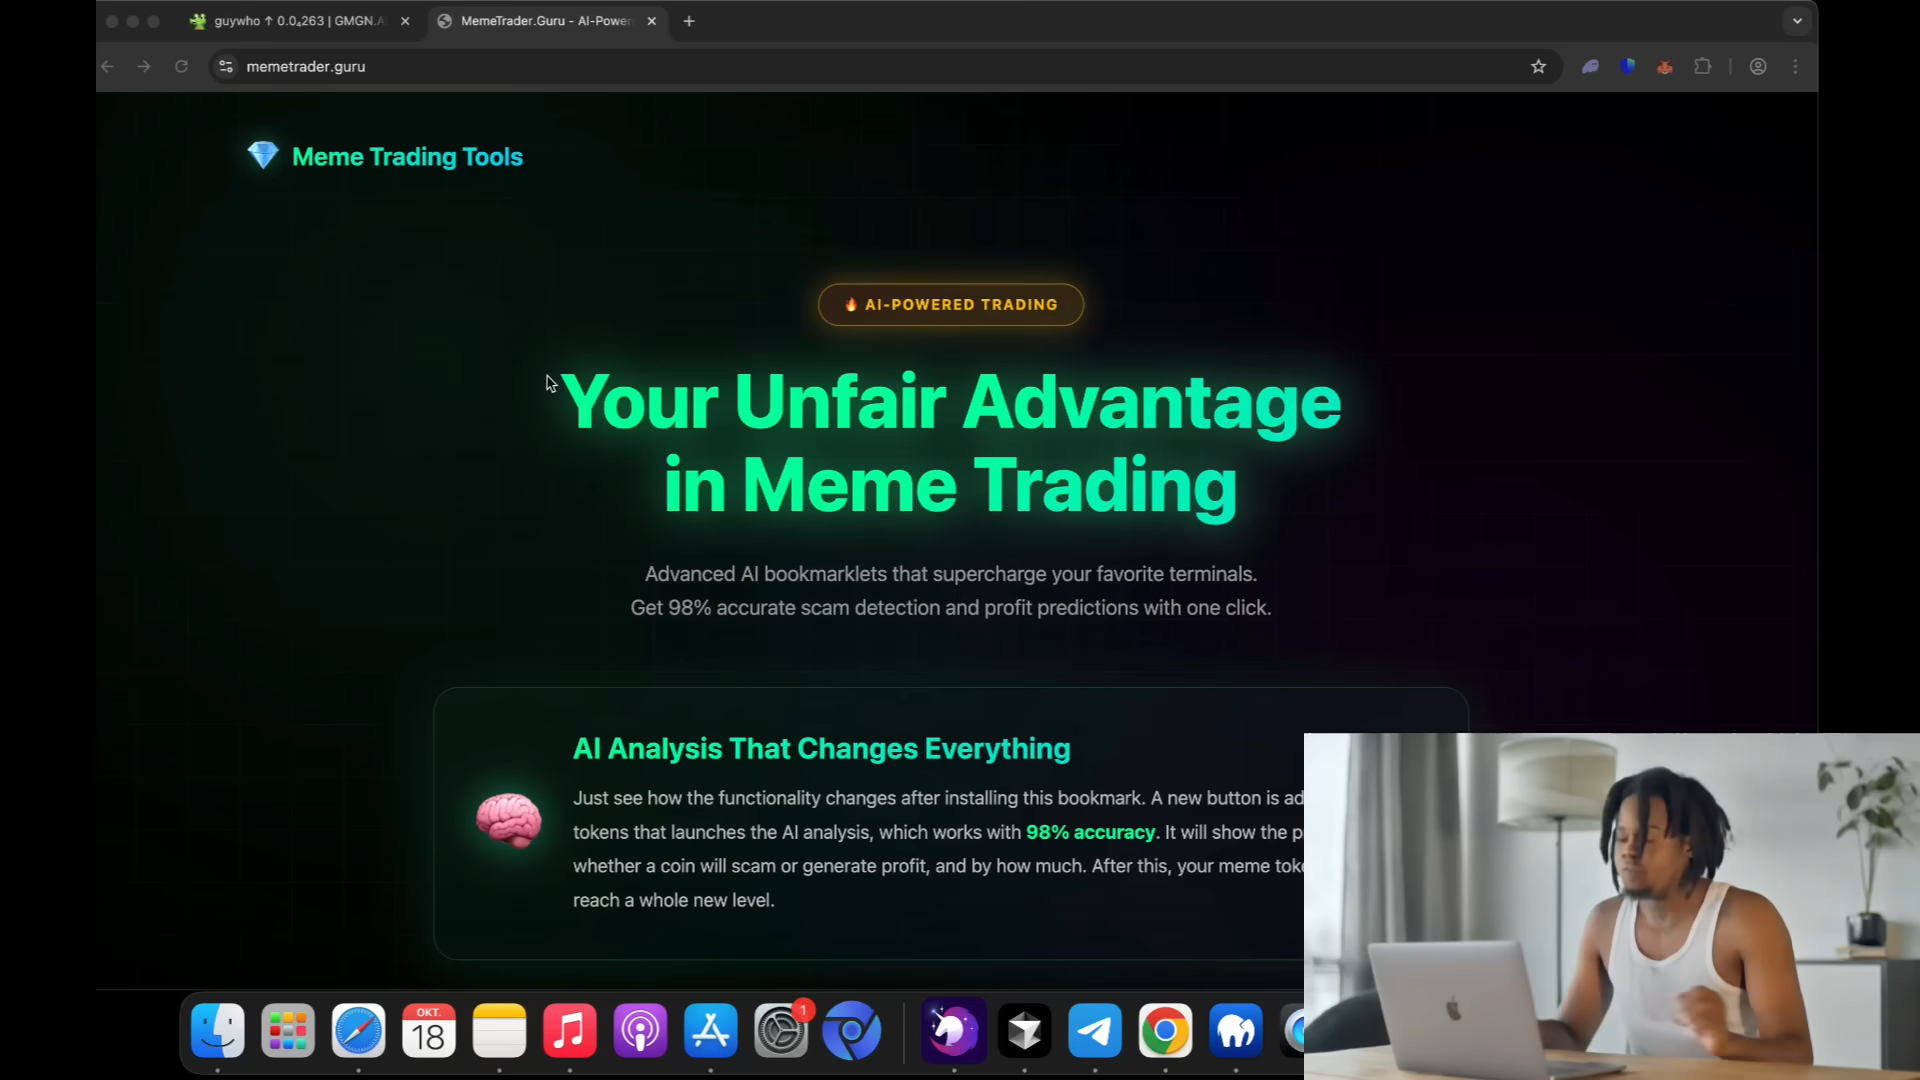 guywho ↑ 0.0₄263 | GMGN.A
MemeTrader.Guru - AI-Power
memetrader.guru
Meme Trading Tools
AI-POWERED TRADING
Your Unfair Advantage
in Meme Trading
Advanced AI bookmarklets that supercharge your favorite terminals.
Get 98% accurate scam detection and profit predictions with one click.
AI Analysis That Changes Everything
Just see how the functionality changes after installing this bookmark. A new button is ad
tokens that launches the AI analysis, which works with 98% accuracy. It will show the p
whether a coin will scam or generate profit, and by how much. After this, your meme toke
reach a whole new level.
OKT.
18
1